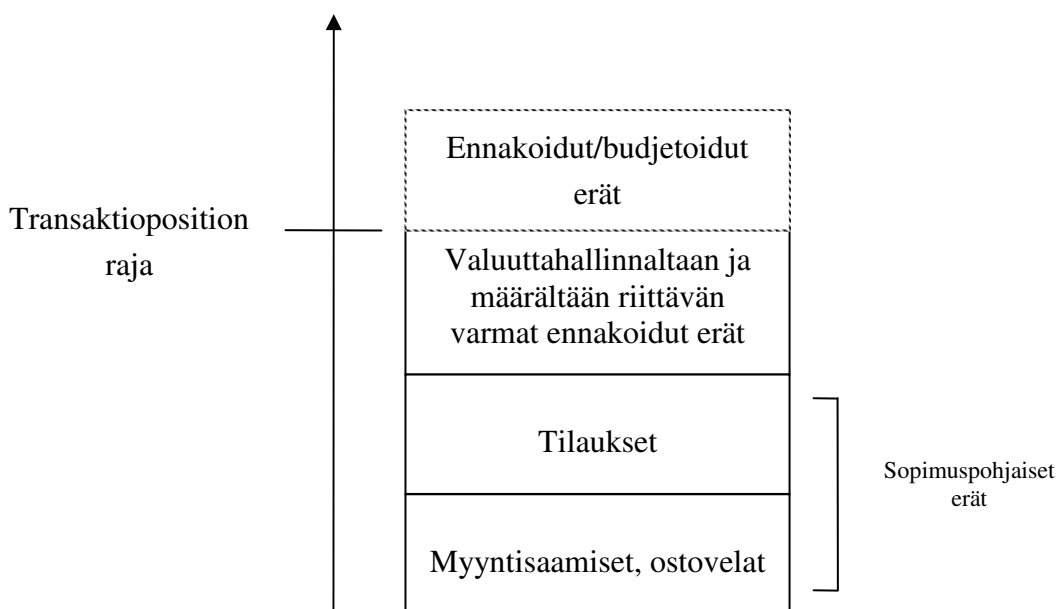 Ennakoidut/budjetoidut
erät
Transaktioposition
raja
Valuuttahallinnaltaan ja
määrältään riittävän
varmat ennakoidut erät
Tilaukset
Sopimuspohjaiset
erät
Myyntisaamiset, ostovelat